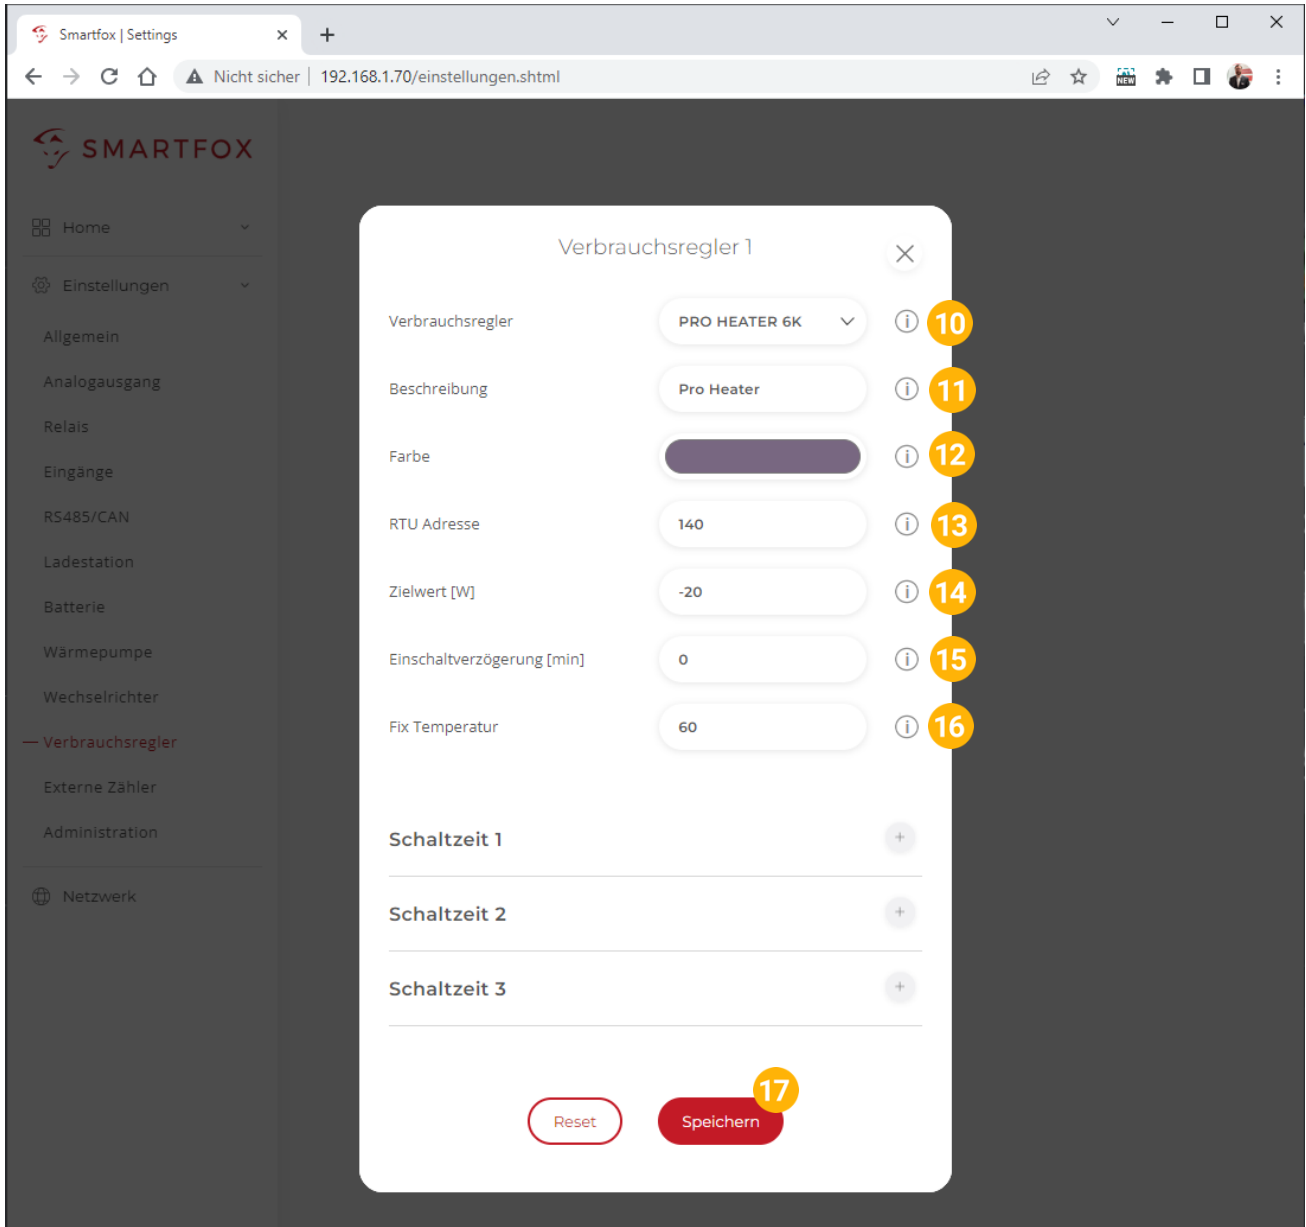 Smartfox | Settings
Nicht sicher | 192.168.1.70/einstellungen.shtml
NEW
SMARTFOX
Home
Einstellungen
Allgemein
Analogausgang
Relais
Eingänge
RS485/CAN
Ladestation
Batterie
Wärmepumpe
Wechselrichter
Verbrauchsregler
Externe Zähler
Administration
Netzwerk
Verbrauchsregler 1
Verbrauchsregler PRO HEATER 6K 10
Beschreibung Pro Heater 11
Farbe 12
RTU Adresse 140 13
Zielwert [W] -20 14
Einschaltverzögerung [min] 0 15
Fix Temperatur 60 16
Schaltzeit 1
Schaltzeit 2
Schaltzeit 3
17
Reset Speichern